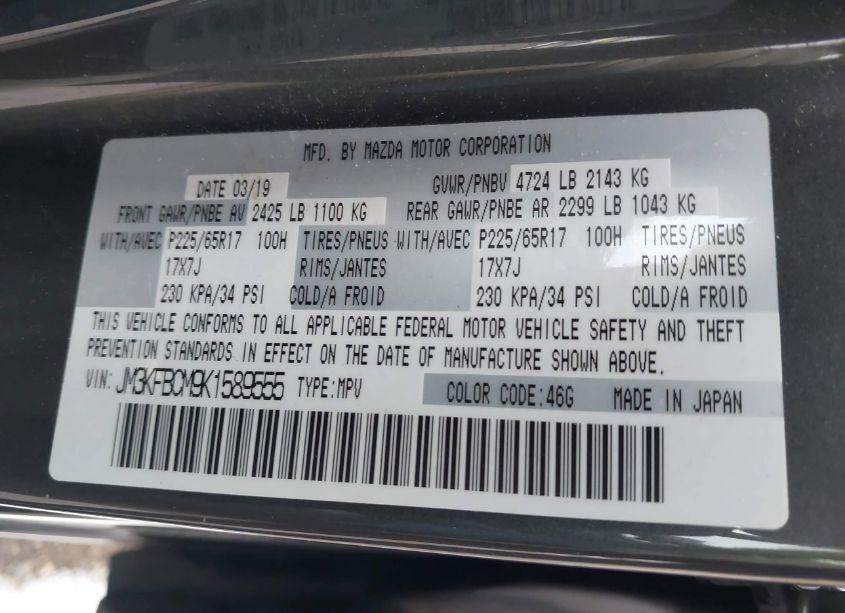 MFD. BY MAZDA MOTOR CORPORATION
DATE 03/19 GVWR/PNBV 4724 LB 2143 KG
FRONT GAWR/PNBE AV 2425 LB 1100 KG REAR GAWR/PNBE AR 2299 LB 1043 KG
WITH/AVEC P225/65R17 100H TIRES/PNEUS WITH/AVEC P225/65R17 100H TIRES/PNEUS
17X7J RIMS/JANTES 17X7J RIMS/JANTES
230 KPA/34 PSI COLD/A FROID 230 KPA/34 PSI COLD/A FROID
THIS VEHICLE CONFORMS TO ALL APPLICABLE FEDERAL MOTOR VEHICLE SAFETY AND THEFT
PREVENTION STANDARDS IN EFFECT ON THE DATE OF MANUFACTURE SHOWN ABOVE.
VIN: JM3KFBCM9K1589555 TYPE:MPV COLOR CODE:46G MADE IN JAPAN